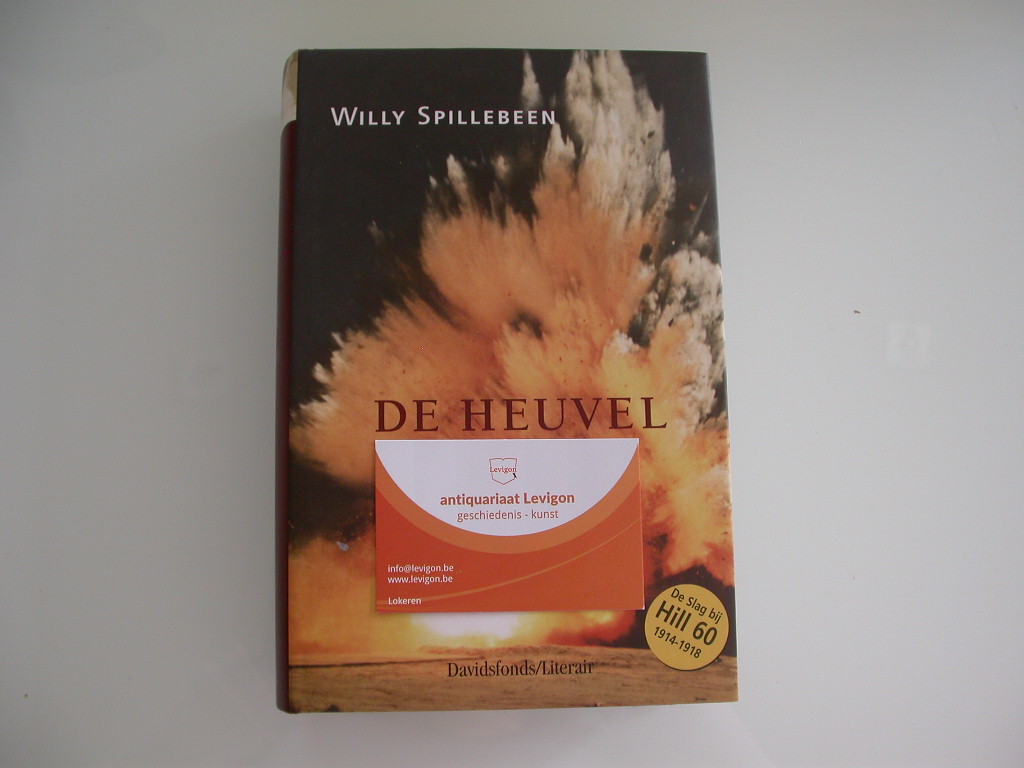 WILLY SPILLEBEEN
DE HEUVEL
Levigon
antiquariaat Levigon
geschiedenis - kunst
info@levigon.be
www.levigon.be
Lokeren
De Slag bij
Hill 60
1914-1918
Davidsfonds/Literair